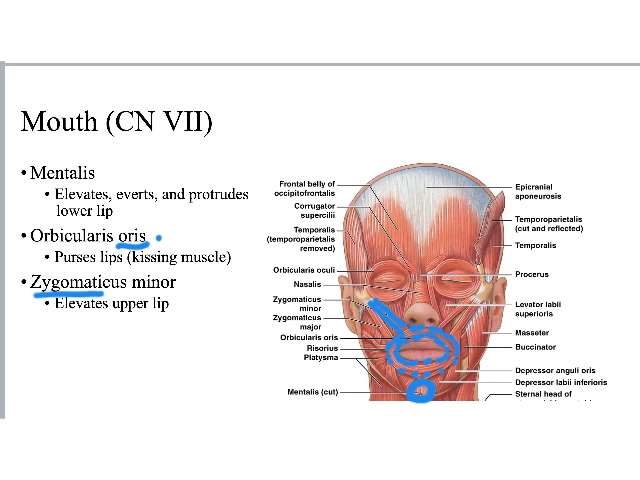 Mouth (CN VII)
• Mentalis
• Elevates, everts, and protrudes
lower lip
• Orbicularis oris
• Purses lips (kissing muscle)
• Zygomaticus minor
• Elevates upper lip
Frontal belly of
occipitofrontalis
Corrugator
supercilii
Temporalis
(temporoparietalis
removed)
Orbicularis oculi
Nasalis
Zygomaticus
minor
Zygomaticus
major
Orbicularis oris
Risorius
Platysma
Mentalis (cut)
Epicranial
aponeurosis
Temporoparietalis
(cut and reflected)
Temporalis
Procerus
Levator labii
superioris
Masseter
Buccinator
Depressor anguli oris
Depressor labii inferioris
Sternal head of